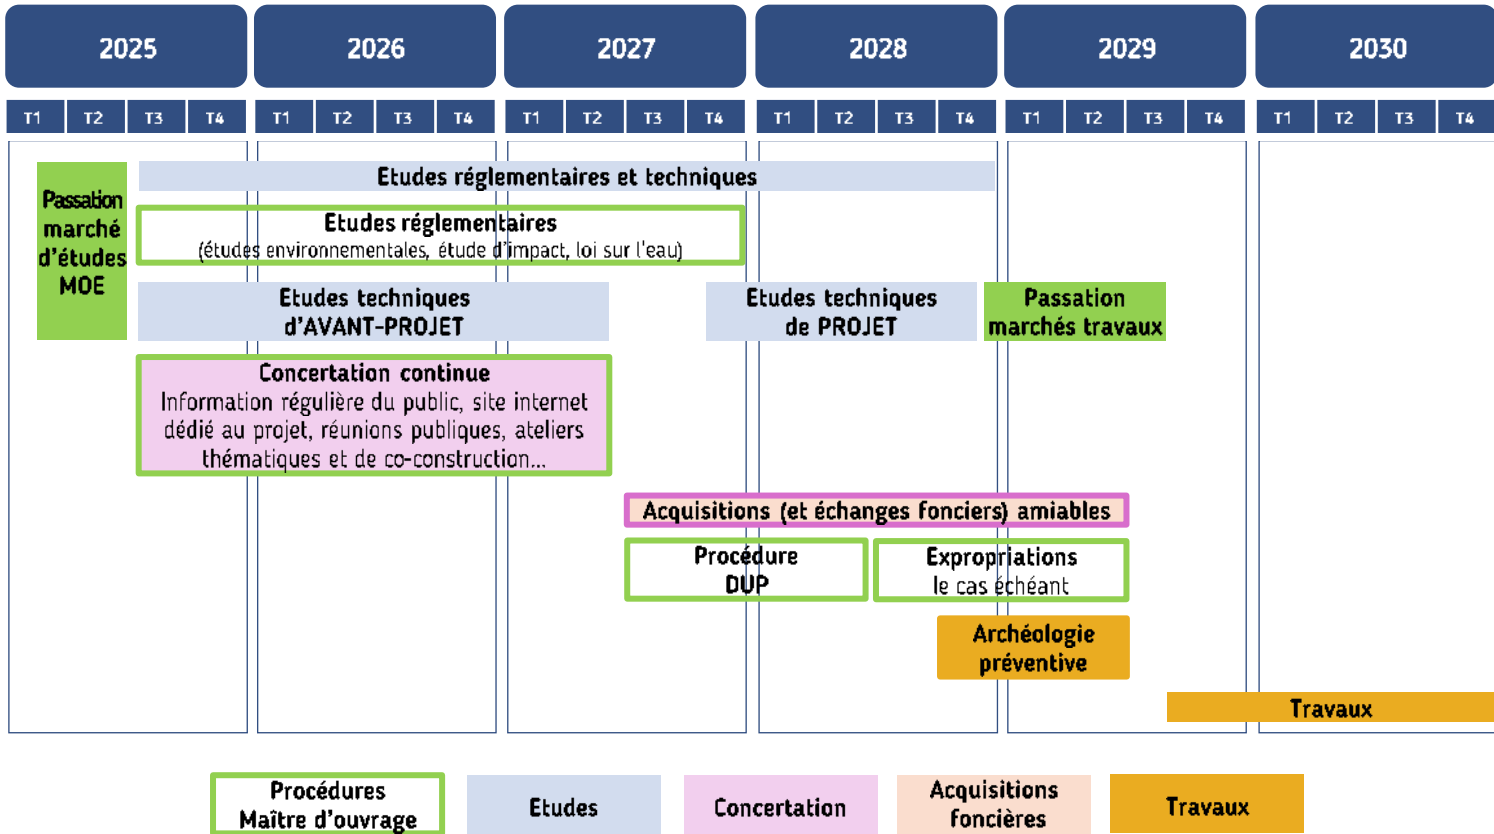 2025 2026 2027 2028 2029 2030
T1 T2 T3 T4 T1 T2 T3 T4 T1 T2 T3 T4 T1 T2 T3 T4 T1 T2 T3 T4 T1 T2 T3 T4
Passation
marché
d'études
MOE
Etudes réglementaires et techniques
Etudes réglementaires
(études environnementales, étude d'impact, loi sur l'eau)
Etudes techniques
d'AVANT-PROJET
Etudes techniques
de PROJET
Passation
marchés travaux
Concertation continue
Information régulière du public, site internet
dédié au projet, réunions publiques, ateliers
thématiques et de co-construction...
Acquisitions (et échanges fonciers) amiables
Procédure
DUP
Expropriations
le cas échéant
Archéologie
préventive
Travaux
Procédures
Maître d'ouvrage
Etudes
Concertation
Acquisitions
foncières
Travaux